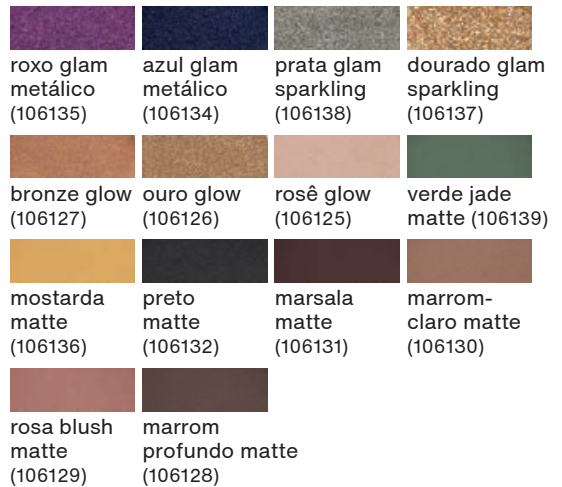 roxo glam
metálico
(106135)
azul glam
metálico
(106134)
prata glam
sparkling
(106138)
dourado glam
sparkling
(106137)
bronze glow
(106127)
ouro glow
(106126)
rosê glow
(106125)
verde jade
matte (106139)
mostarda
matte
(106136)
preto
matte
(106132)
marsala
matte
(106131)
marrom-
claro matte
(106130)
rosa blush
matte
(106129)
marrom
profundo matte
(106128)